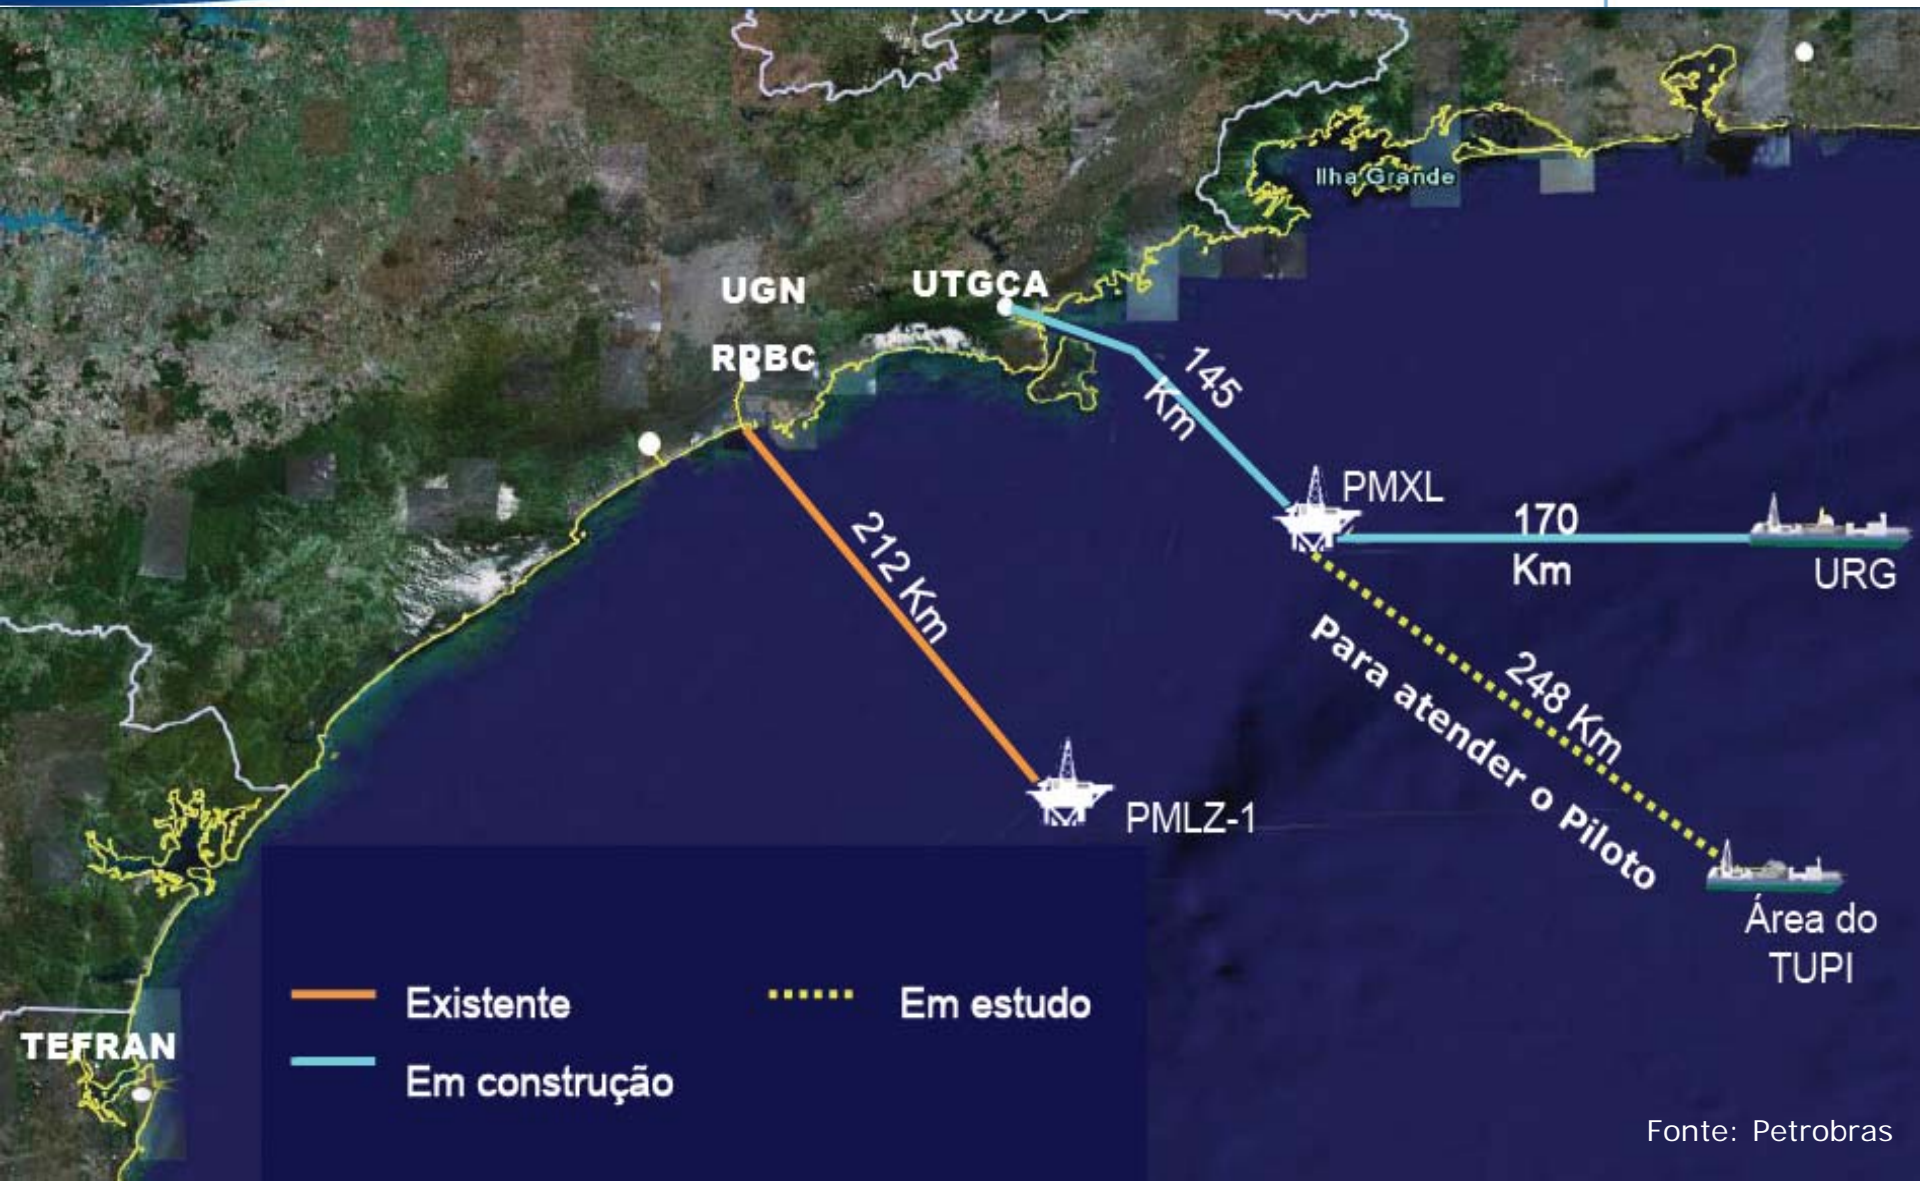 Ilha Grande
UGN
UTGCA
RPBC
145
Km
PMXL
170
Km
URG
212 Km
Para atender o Piloto
248 Km
PMLZ-1
Área do
TUPI
Existente
Em estudo
Em construção
TEFRAN
Fonte: Petrobras